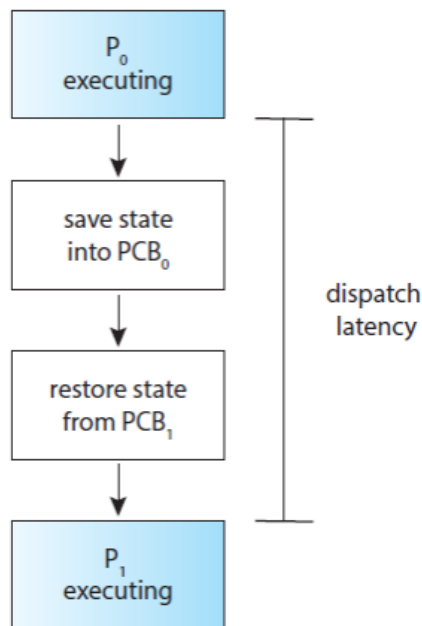 P₀
executing
save state
into PCB₀
dispatch
latency
restore state
from PCB₁
P₁
executing